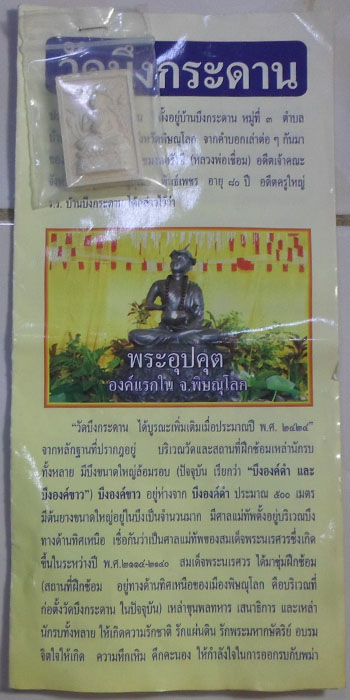 วัดบึงกระดาน
ตั้งอยู่บ้านบึงกระดาน หมู่ที่ ๓ ตำบล
จังหวัดพิษณุโลก จากคำบอกเล่าต่อ ๆ กันมา
(หลวงพ่อเชื่อม) อดีตเจ้าคณะ
อายุ ๘๐ ปี อดีตครูใหญ่
ร.ร. บ้านบึงกระดาน ได้กล่าวไว้ว่า
พระอุปคุต
องค์แรกใน จ.พิษณุโลก
"วัดบึงกระดาน ได้บูรณะเพิ่มเติมเมื่อประมาณปี พ.ศ. ๒๔๒๔"
จากหลักฐานที่ปรากฏอยู่ บริเวณวัดและสถานที่ฝึกซ้อมเหล่านักรบ
ทั้งหลาย มีบึงขนาดใหญ่ล้อมรอบ (ปัจจุบัน เรียกว่า "บึงองค์ดำ และ
บึงองค์ขาว") บึงองค์ขาว อยู่ห่างจาก บึงองค์ดำ ประมาณ ๕๐๐ เมตร
มีต้นยางขนาดใหญ่อยู่ในบึงเป็นจำนวนมาก มีศาลแม่ทัพตั้งอยู่บริเวณบึง
ทางด้านทิศเหนือ เชื่อกันว่าเป็นศาลแม่ทัพของสมเด็จพระนเรศวรซึ่งเกิด
ขึ้นในระหว่างปี พ.ศ.๒๑๑๔-๒๑๔๐ สมเด็จพระนเรศวร ได้มาซุ่มฝึกซ้อม
(สถานที่ฝึกซ้อม อยู่ทางด้านทิศเหนือของเมืองพิษณุโลก คือบริเวณที่
ก่อตั้งวัดบึงกระดาน ในปัจจุบัน) เหล่าขุนพลทหาร เสนาธิการ และเหล่า
นักรบทั้งหลาย ให้เกิดความรักชาติ รักแผ่นดิน รักพระมหากษัตริย์ อบรม
จิตใจให้เกิด ความหึกเหิม คึกคะนอง ให้กำลังใจในการออกรบกับพม่า